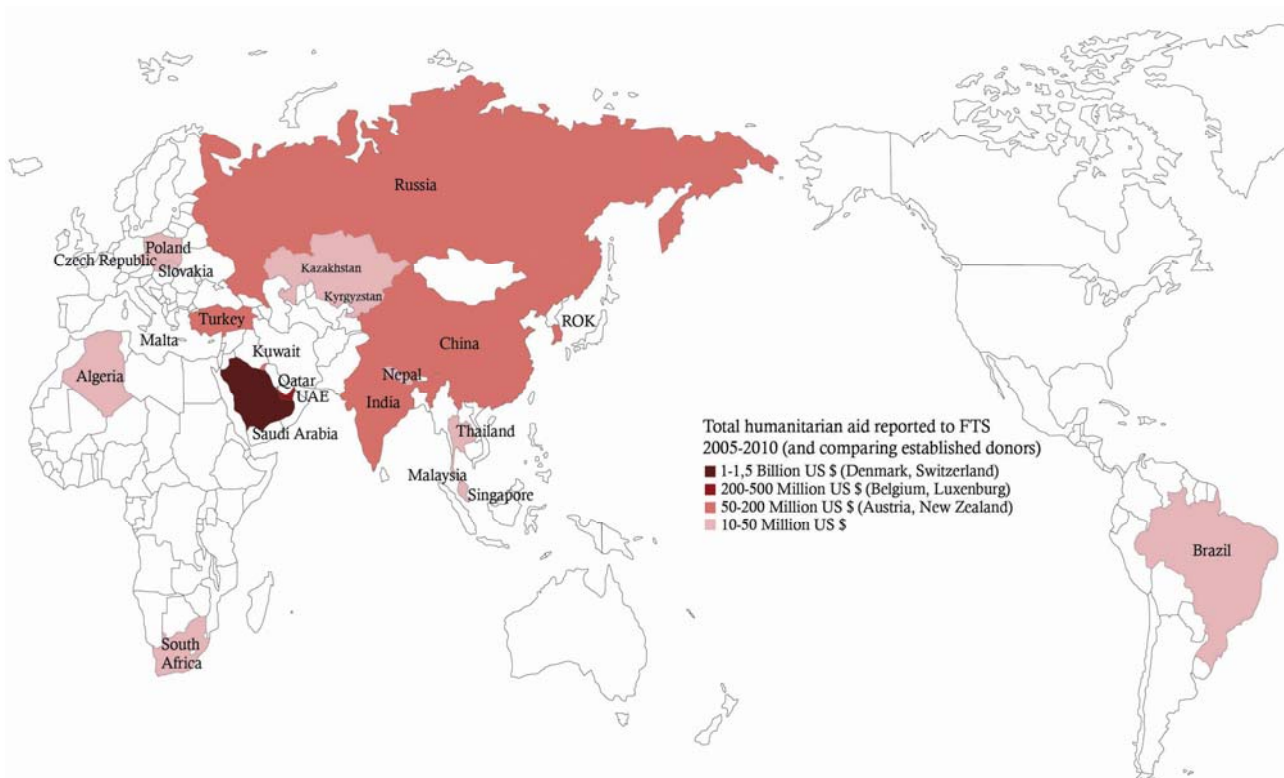 Russia
Poland
Czech Republic
Slovakia
Kazakhstan
Kyrgyzstan
Turkey
ROK
Malta
China
Kuwait
Algeria
Nepal
Qatar
UAE
India
Saudi Arabia
Thailand
Malaysia
Singapore
Total humanitarian aid reported to FTS
2005-2010 (and comparing established donors)
1-1,5 Billion US $ (Denmark, Switzerland)
200-500 Million US $ (Belgium, Luxenburg)
50-200 Million US $ (Austria, New Zealand)
10-50 Million US $
Brazil
South
Africa